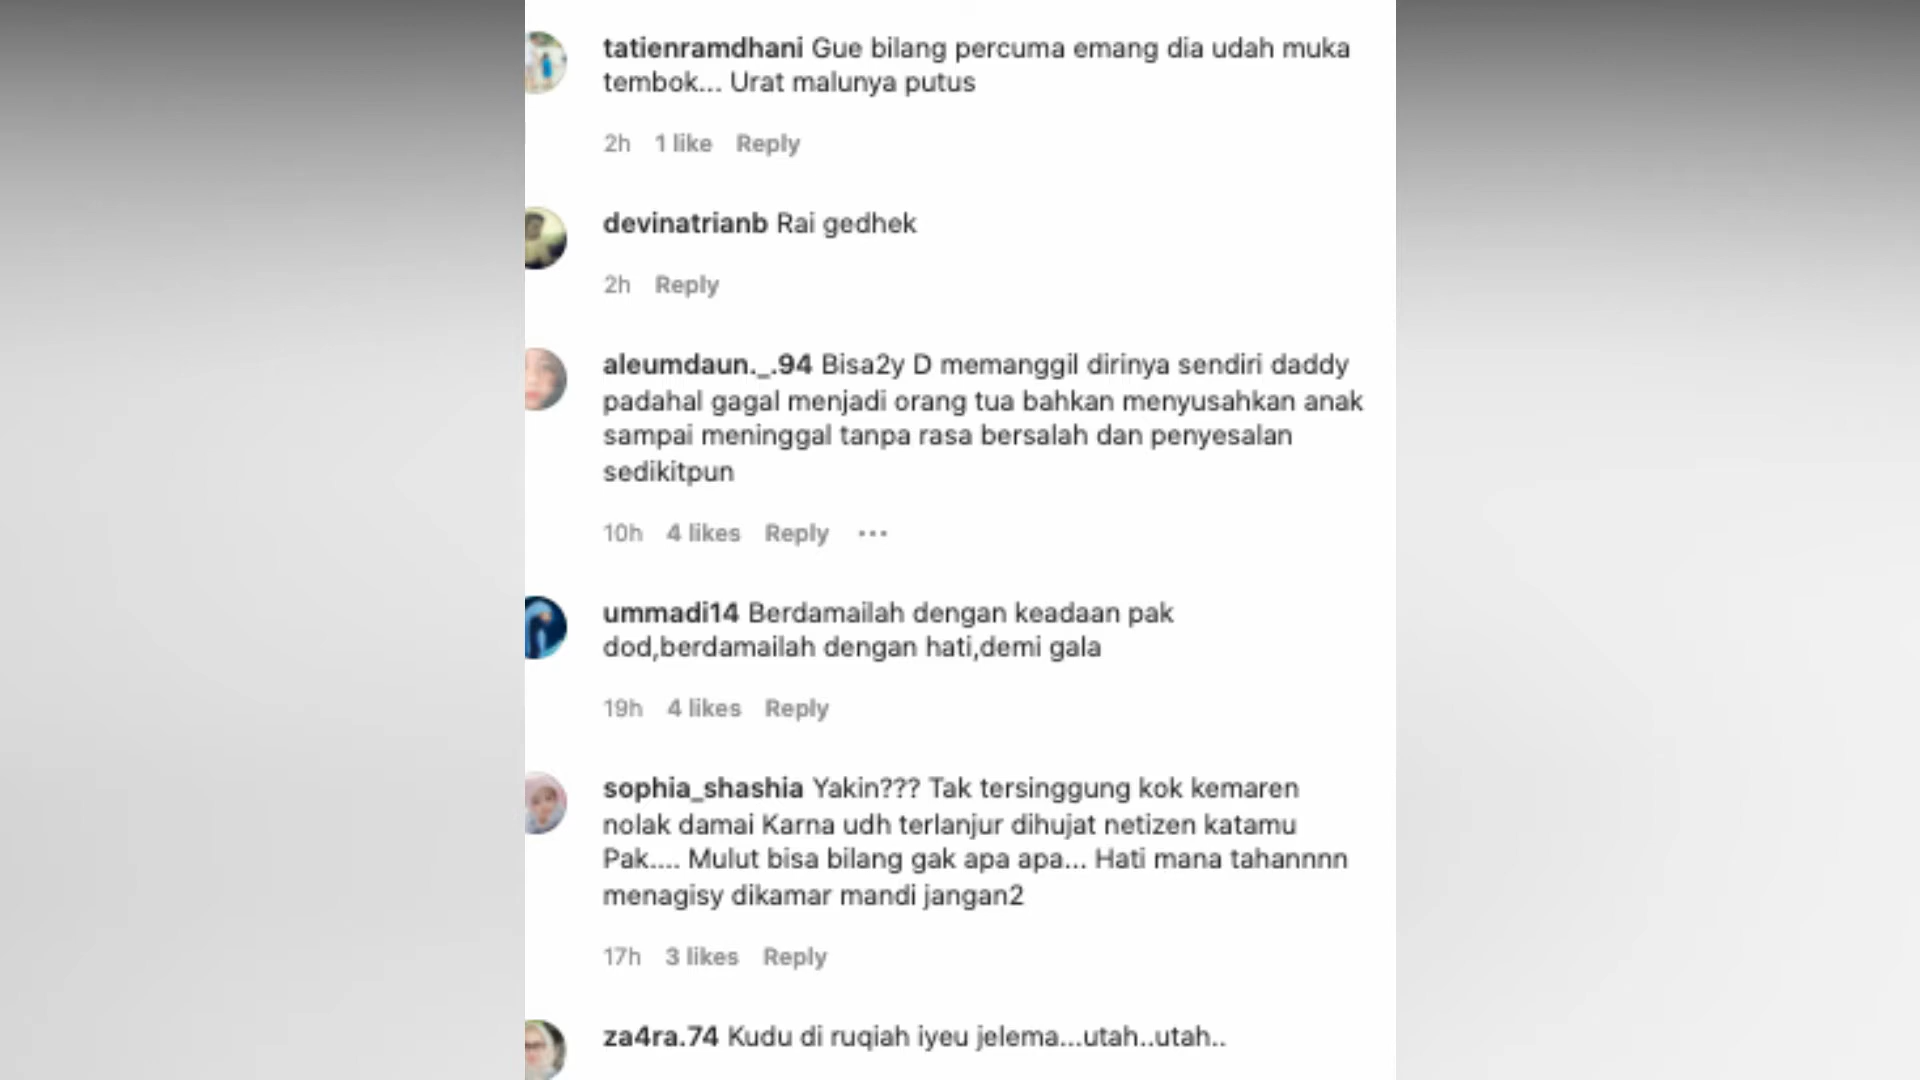 tatienramdhani Gue bilang percuma emang dia udah muka
tembok... Urat malunya putus
2h 1 like Reply
devinatrianb Rai gedhek
2h Reply
aleumdaun._.94 Bisa2y D memanggil dirinya sendiri daddy
padahal gagal menjadi orang tua bahkan menyusahkan anak
sampai meninggal tanpa rasa bersalah dan penyesalan
sedikitpun
10h 4 likes Reply ...
ummadi14 Berdamailah dengan keadaan pak
dod,berdamailah dengan hati,demi gala
19h 4 likes Reply
sophia_shashia Yakin??? Tak tersinggung kok kemaren
nolak damai Karna udh terlanjur dihujat netizen katamu
Pak.... Mulut bisa bilang gak apa apa... Hati mana tahannnn
menagisy dikamar mandi jangan2
17h 3 likes Reply
za4ra.74 Kudu di ruqiah iyeu jelema...utah..utah..